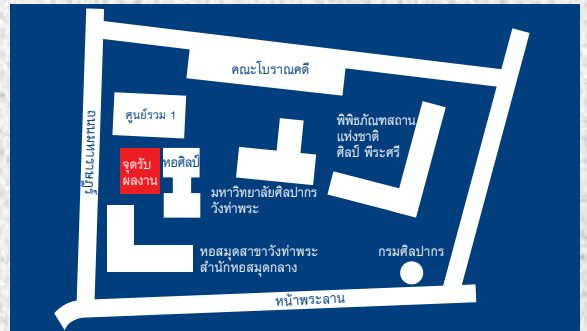 คณะโบราณคดี
ศูนย์รวม 1
พิพิธภัณฑสถาน
แห่งชาติ
ศิลป์ พีระศรี
ถนนมหาราช
จุดรับ
ผลงาน
หอศิลป์
มหาวิทยาลัยศิลปากร
วังท่าพระ
หอสมุดสาขาวังท่าพระ
สำนักหอสมุดกลาง
กรมศิลปากร
หน้าพระลาน